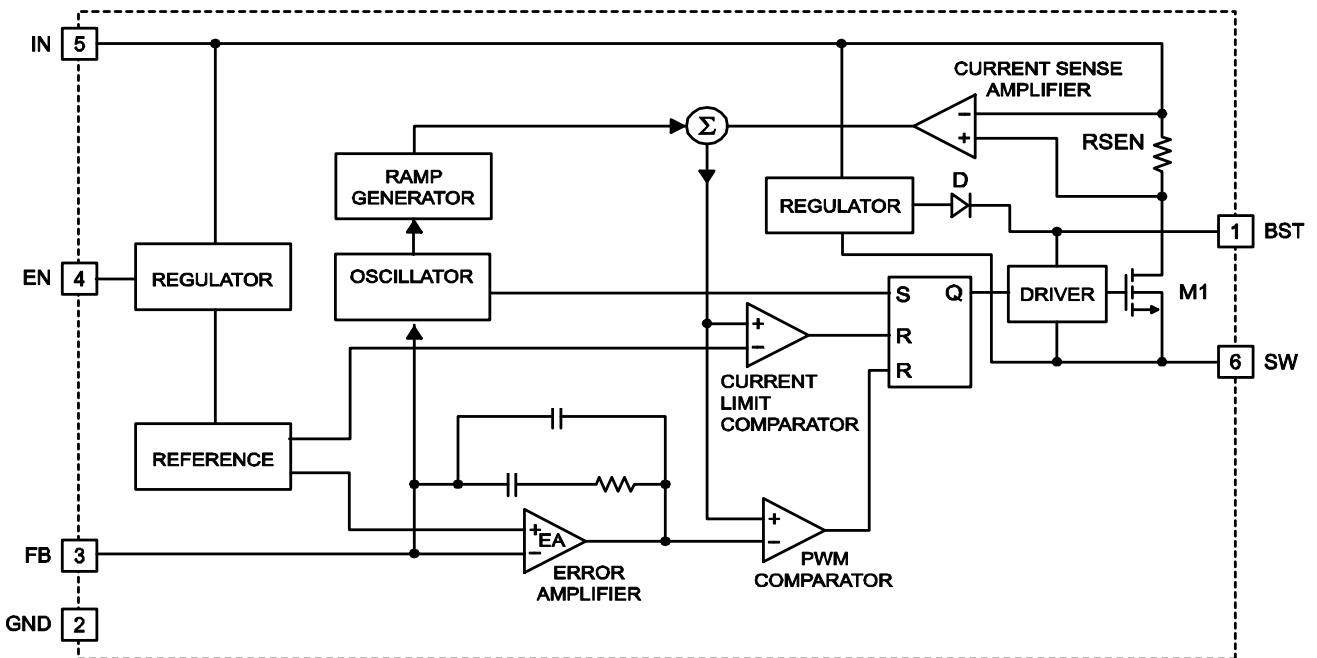 IN 5
CURRENT SENSE
AMPLIFIER
−
+
RSEN
Σ
RAMP
GENERATOR
REGULATOR
D
1 BST
EN 4
REGULATOR
OSCILLATOR
S Q
R
R
DRIVER
M1
+
−
CURRENT
LIMIT
COMPARATOR
6 SW
REFERENCE
+
EA
−
ERROR
AMPLIFIER
+
−
PWM
COMPARATOR
FB 3
GND 2